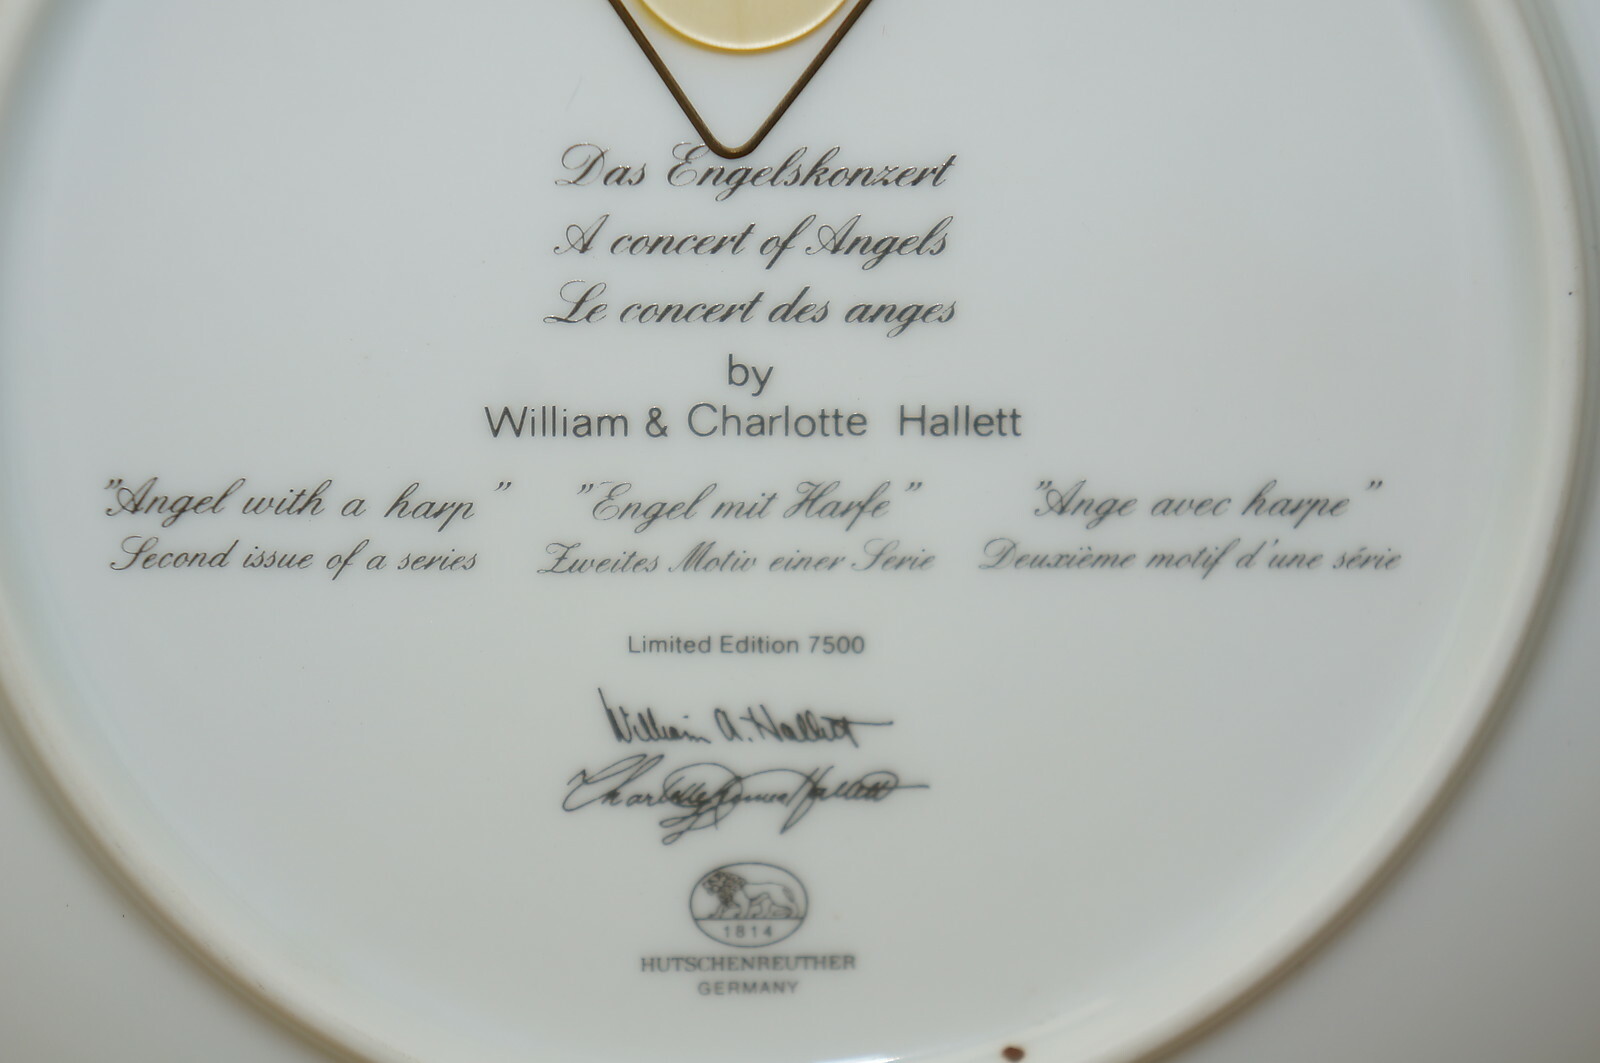 Das Engelskonzert
A concert of Angels
Le concert des anges
by
William & Charlotte Hallett
"Angel with a harp" "Engel mit Harfe" "Ange avec harpe"
Second issue of a series Zweites Motiv einer Serie Deuxième motif d'une série
Limited Edition 7500
William A. Hallett
Charlotte Hallett
1814
HUTSCHENREUTHER
GERMANY